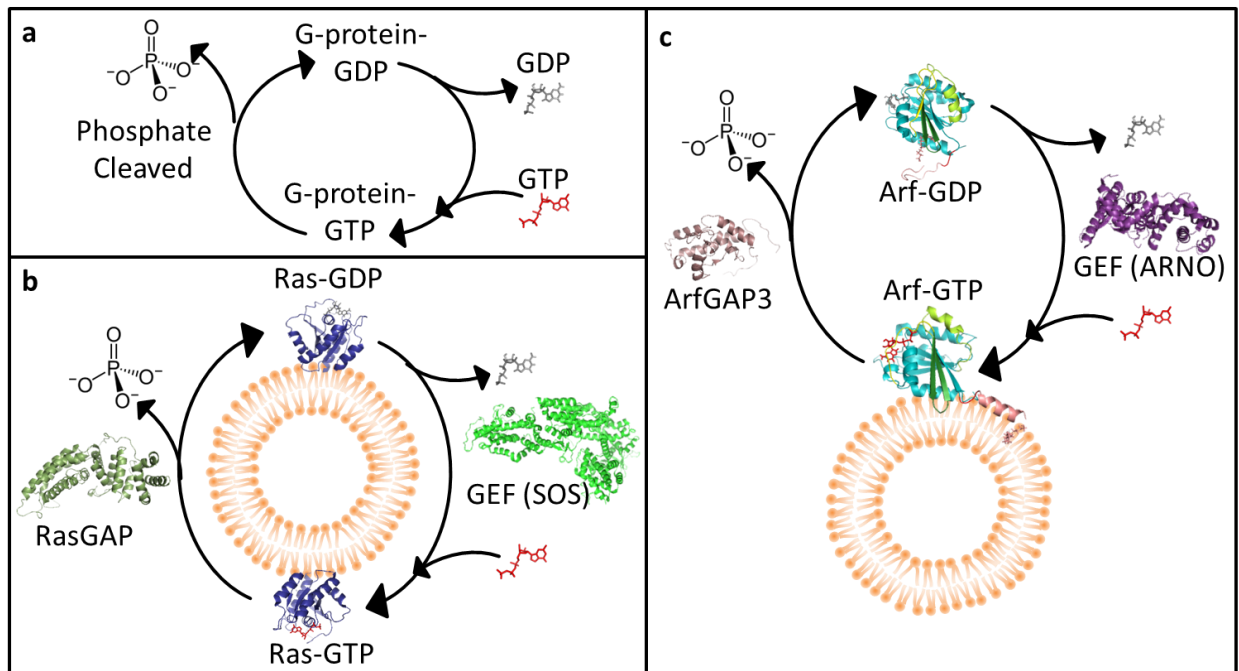 a
G-protein-
GDP
GDP
O
P
⁻O
O⁻
O⁻
Phosphate
Cleaved
G-protein-
GTP
GTP
b
Ras-GDP
O
P
⁻O
O⁻
O⁻
RasGAP
GEF (SOS)
Ras-GTP
c
O
P
⁻O
O⁻
O⁻
Arf-GDP
GEF (ARNO)
ArfGAP3
Arf-GTP